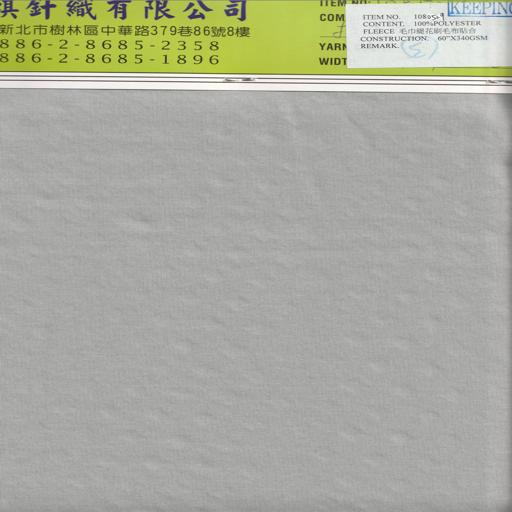 祺針織有限公司
新北市樹林區中華路379巷86號8樓
886-2-8685-2358
886-2-8685-1896
ITEM NO.
COM
YARN
WIDT
KEEPING
ITEM NO. 108059
CONTENT. 100%POLYESTER
FLEECE 毛巾緹花刷毛布貼合
CONSTRUCTION. 60"X340GSM
REMARK.